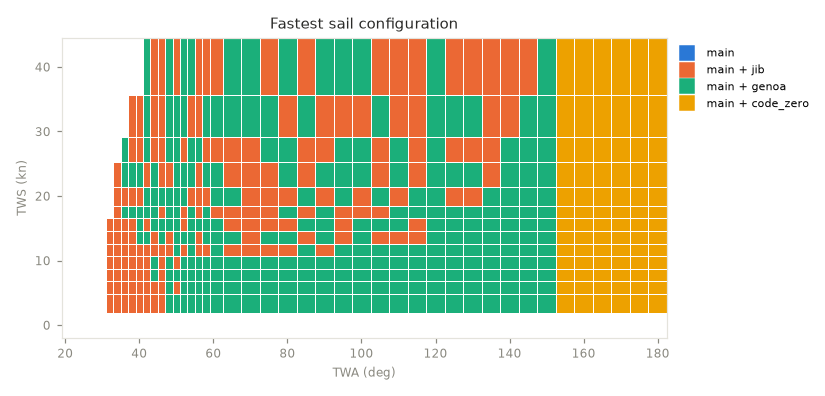 Fastest sail configuration
main
main + jib
main + genoa
main + code_zero
TWS (kn)
40
30
20
10
0
20 40 60 80 100 120 140 160 180
TWA (deg)